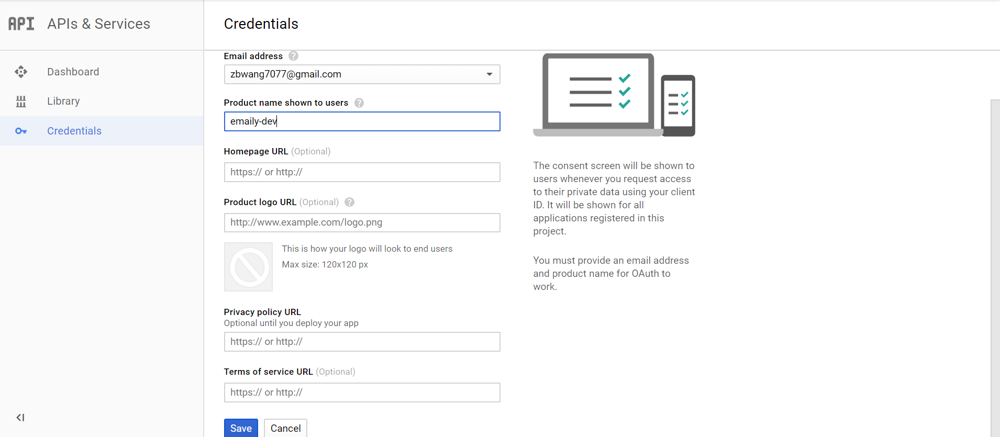 API APIs & Services
Dashboard
Library
Credentials
Credentials
Email address ?
zbwang7077@gmail.com
Product name shown to users ?
emaily-dev
Homepage URL (Optional)
https:// or http://
Product logo URL (Optional) ?
http://www.example.com/logo.png
This is how your logo will look to end users
Max size: 120x120 px
Privacy policy URL
Optional until you deploy your app
https:// or http://
Terms of service URL (Optional)
https:// or http://
Save Cancel
The consent screen will be shown to
users whenever you request access
to their private data using your client
ID. It will be shown for all
applications registered in this
project.
You must provide an email address
and product name for OAuth to
work.